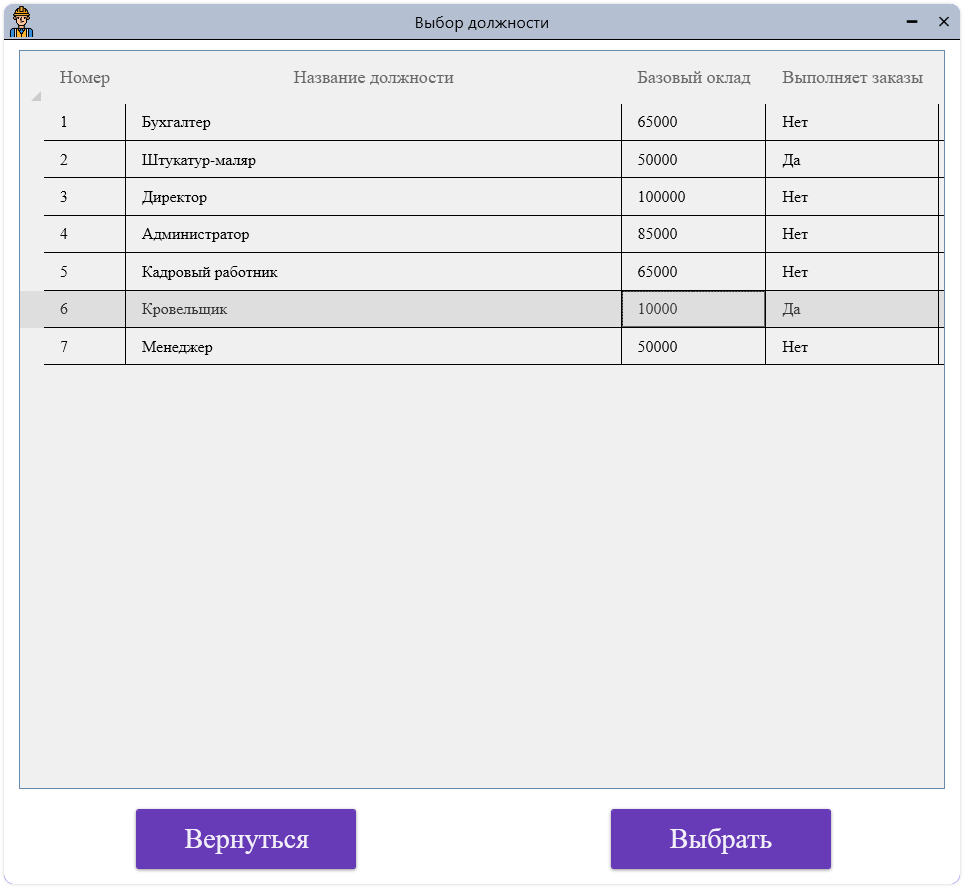 Выбор должности
Номер Название должности Базовый оклад Выполняет заказы
1 Бухгалтер 65000 Нет
2 Штукатур-маляр 50000 Да
3 Директор 100000 Нет
4 Администратор 85000 Нет
5 Кадровый работник 65000 Нет
6 Кровельщик 10000 Да
7 Менеджер 50000 Нет
Вернуться Выбрать